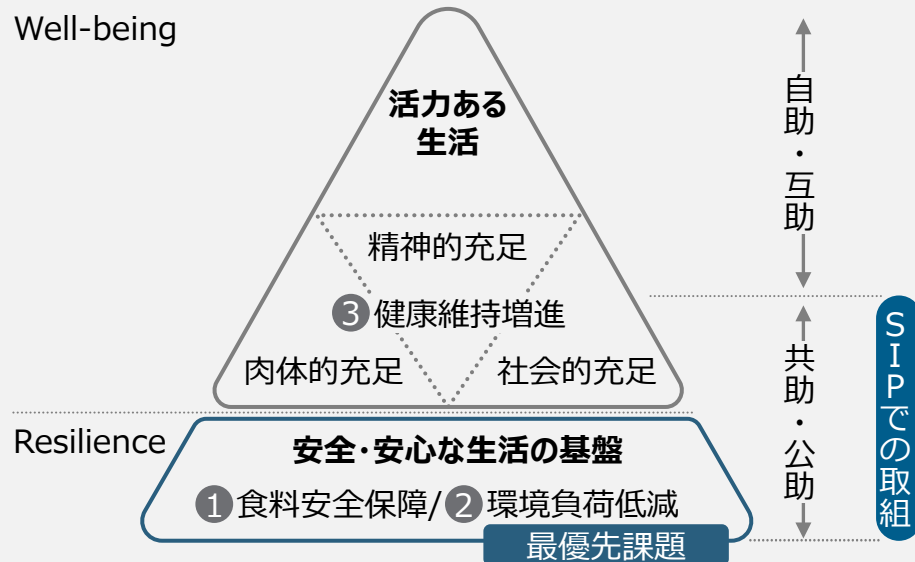 Well-being
活力ある
生活
精神的充足
3 健康維持増進
肉体的充足
社会的充足
Resilience
安全・安心な生活の基盤
1 食料安全保障/ 2 環境負荷低減
最優先課題
自助・互助
共助・公助
SIPでの取組